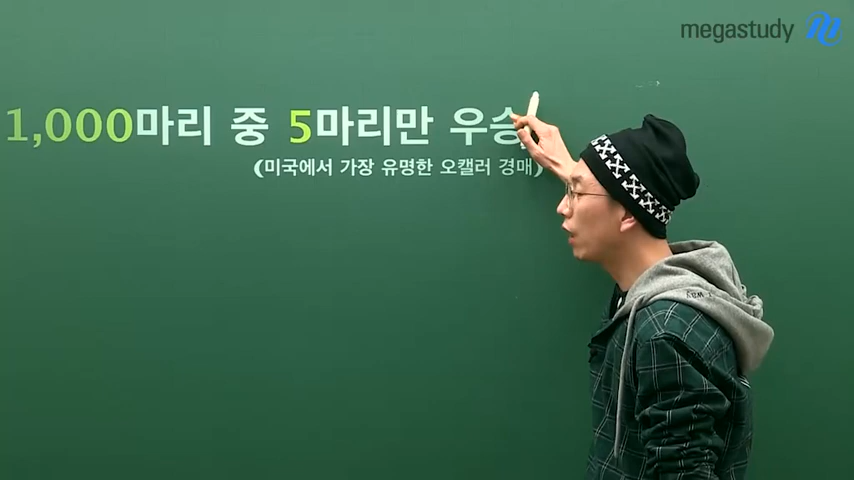 megastudy
1,000마리 중 5마리만 우승
(미국에서 가장 유명한 오캘러 경매)